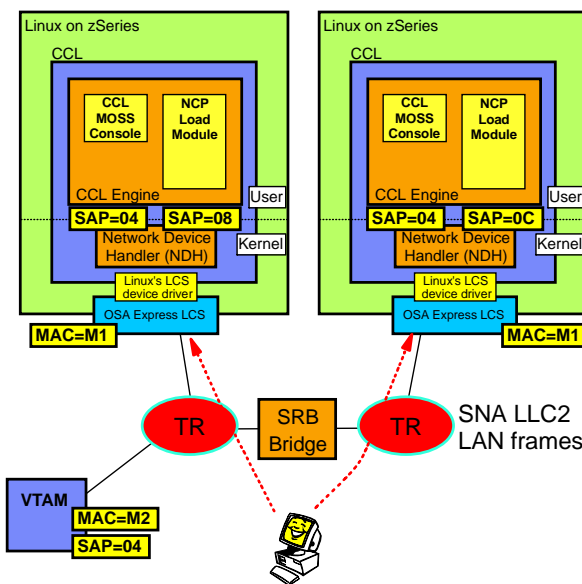 Linux on zSeries
CCL
CCL
MOSS
Console
NCP
Load
Module
CCL Engine
User
SAP=04
SAP=08
Kernel
Network Device
Handler (NDH)
Linux's LCS
device driver
OSA Express LCS
MAC=M1
Linux on zSeries
CCL
CCL
MOSS
Console
NCP
Load
Module
CCL Engine
User
SAP=04
SAP=0C
Kernel
Network Device
Handler (NDH)
Linux's LCS
device driver
OSA Express LCS
MAC=M1
TR
SRB
Bridge
TR
SNA LLC2
LAN frames
VTAM
MAC=M2
SAP=04